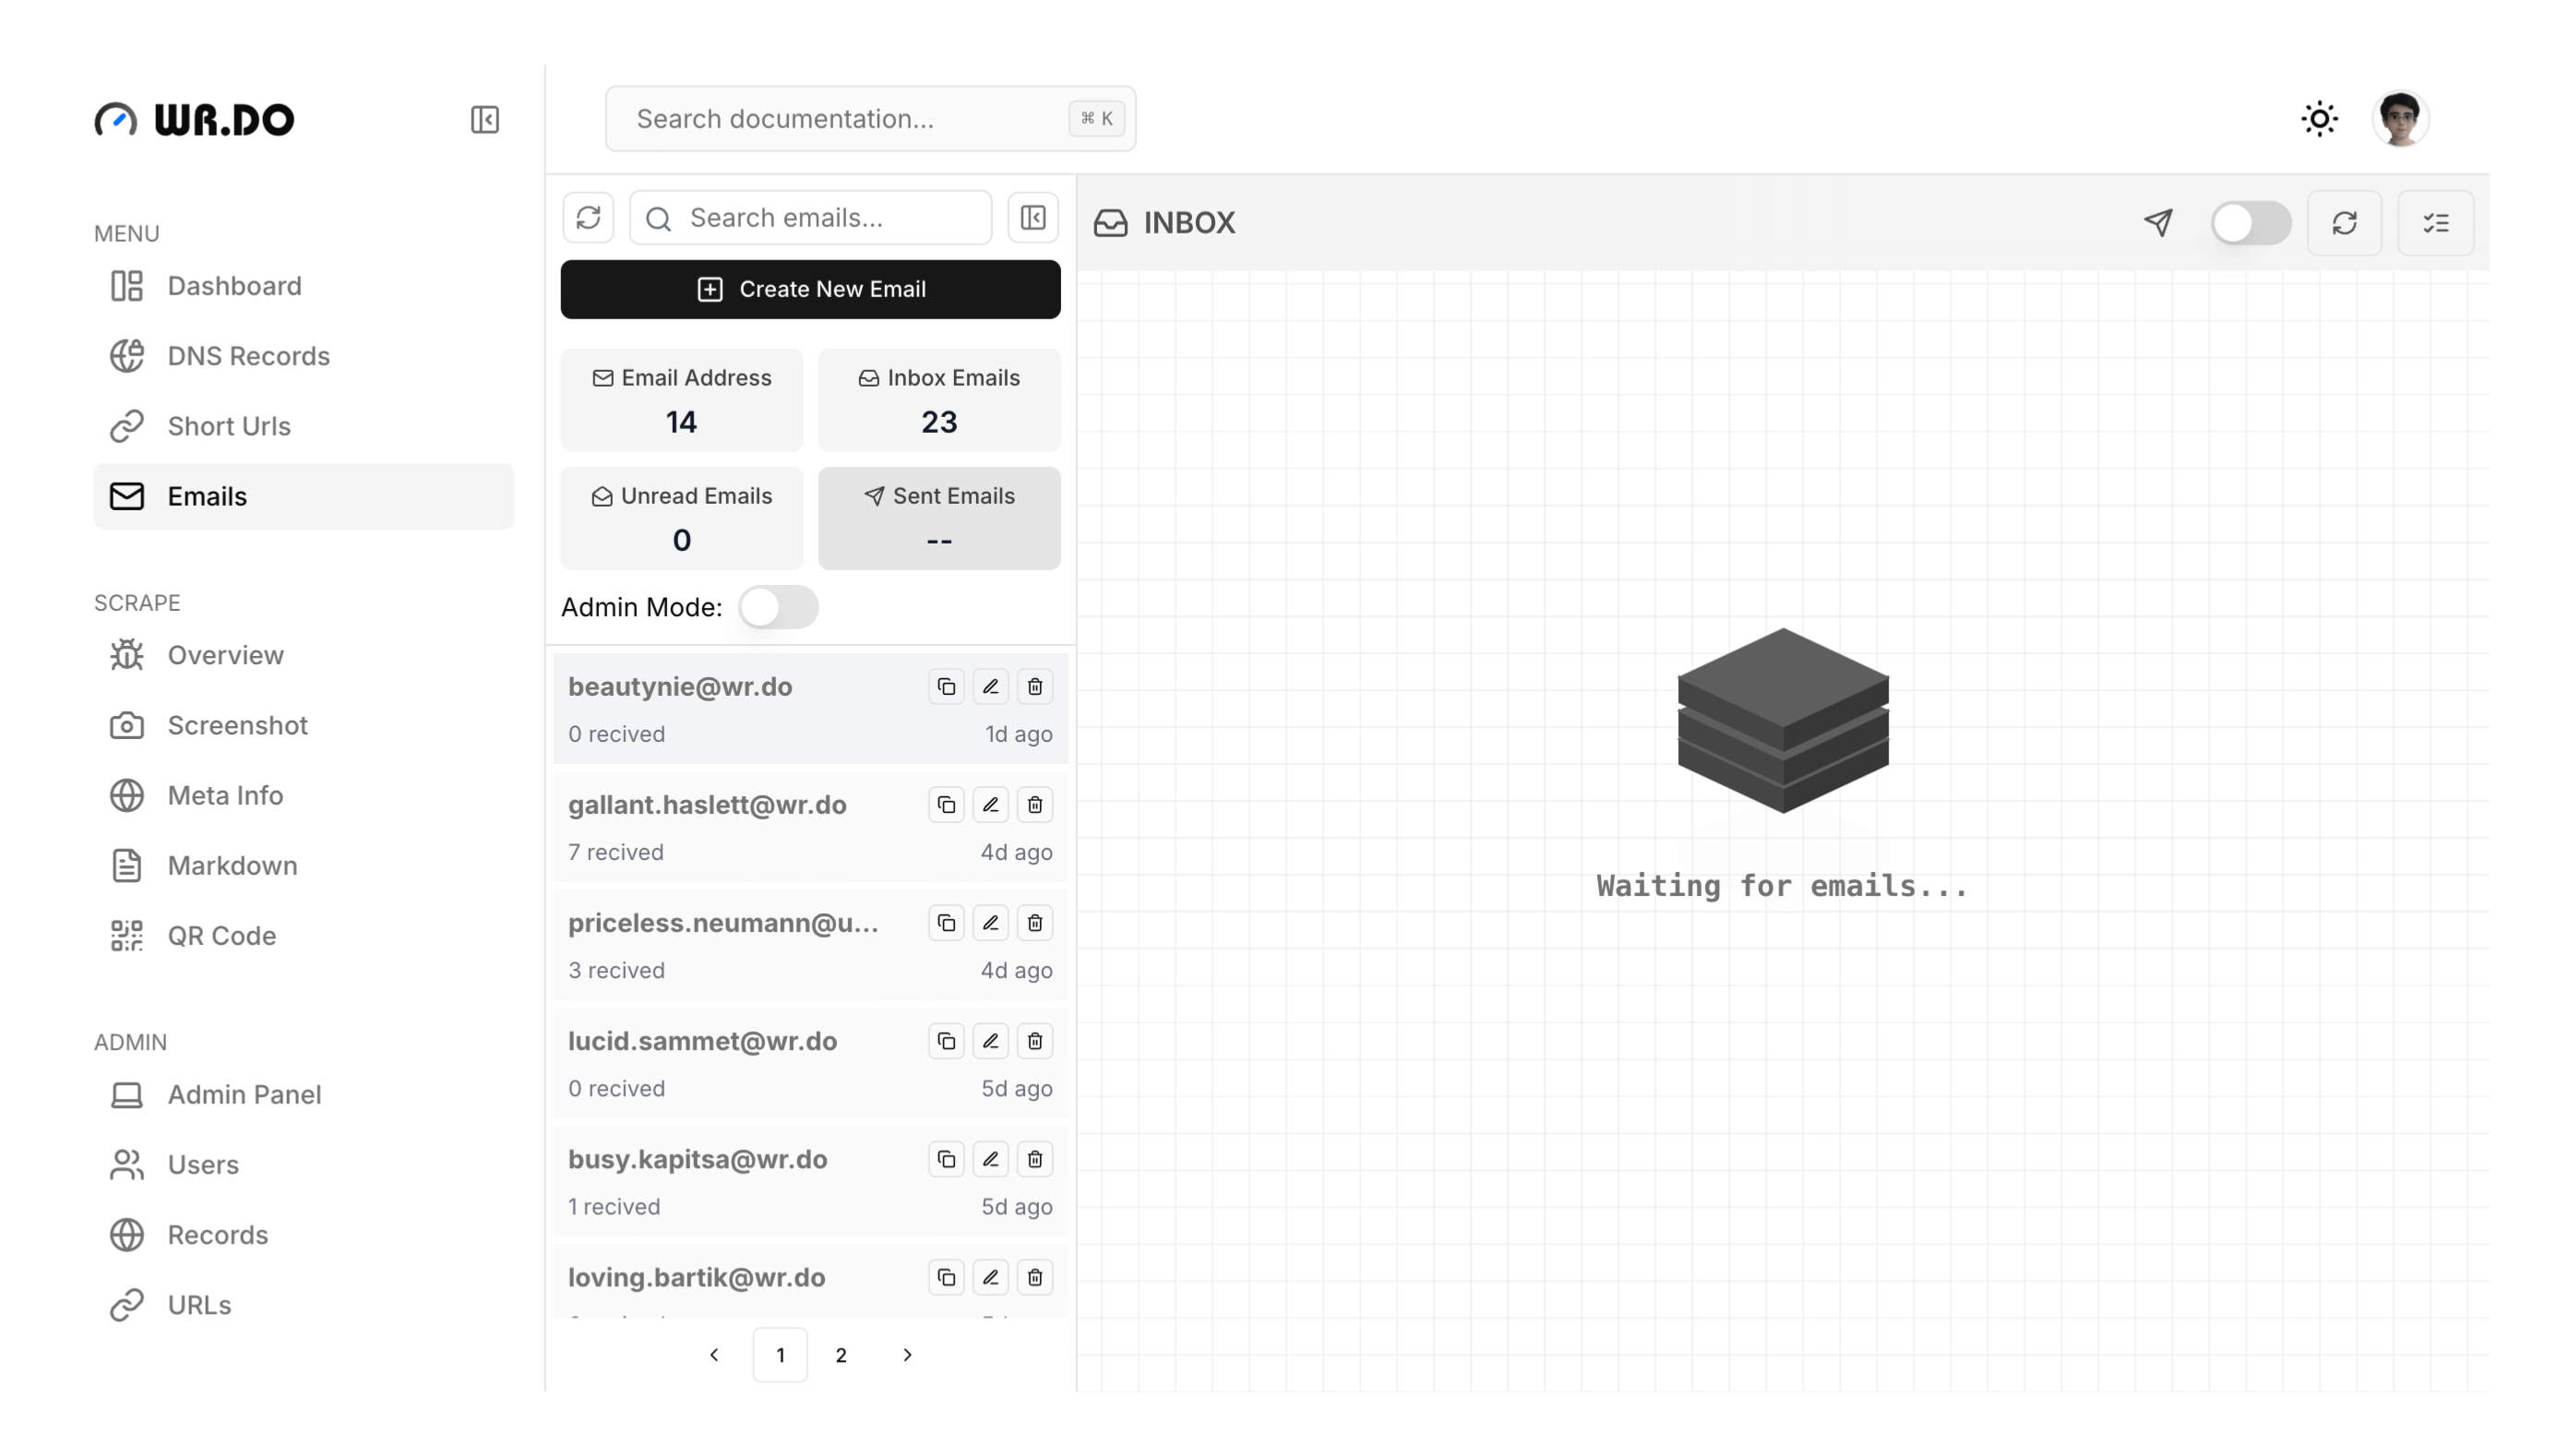 WR.DO
Search documentation...
⌘ K
MENU
Dashboard
DNS Records
Short Urls
Emails
SCRAPE
Overview
Screenshot
Meta Info
Markdown
QR Code
ADMIN
Admin Panel
Users
Records
URLs
Search emails...
Create New Email
Email Address
14
Inbox Emails
23
Unread Emails
0
Sent Emails
--
Admin Mode:
beautynie@wr.do
0 recived 1d ago
gallant.haslett@wr.do
7 recived 4d ago
priceless.neumann@u...
3 recived 4d ago
lucid.sammet@wr.do
0 recived 5d ago
busy.kapitsa@wr.do
1 recived 5d ago
loving.bartik@wr.do
1 2
INBOX
Waiting for emails...